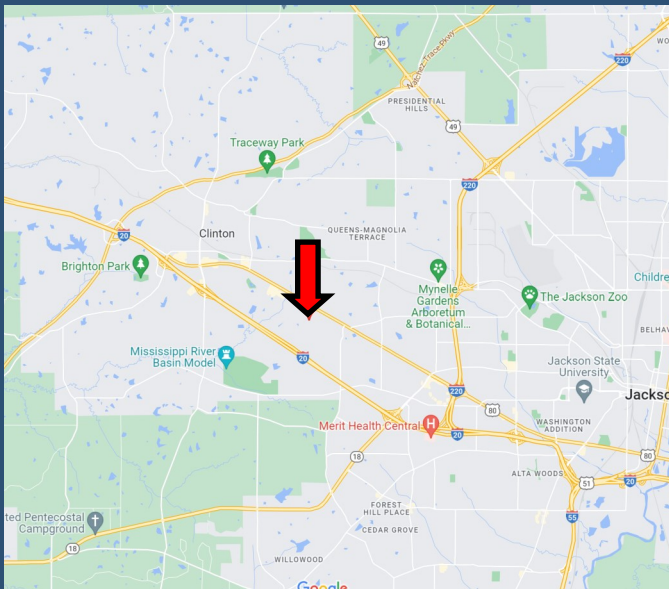 49
WO
220
Natchez Trace Pkwy
PRESIDENTIAL
HILLS
49
Traceway Park
220
Clinton
QUEENS-MAGNOLIA
TERRACE
20
Brighton Park
Mynelle
Gardens
Arboretum
& Botanical...
Childre
The Jackson Zoo
BELHAV
Mississippi River
Basin Model
20
Jackson State
University
220
Jackso
80
Merit Health Central
20
WASHINGTON
ADDITION
18
80
ALTA WOODS
51
20
FOREST
HILL PLACE
55
ted Pentecostal
Campground
CEDAR GROVE
18
WILLOWOOD
Google